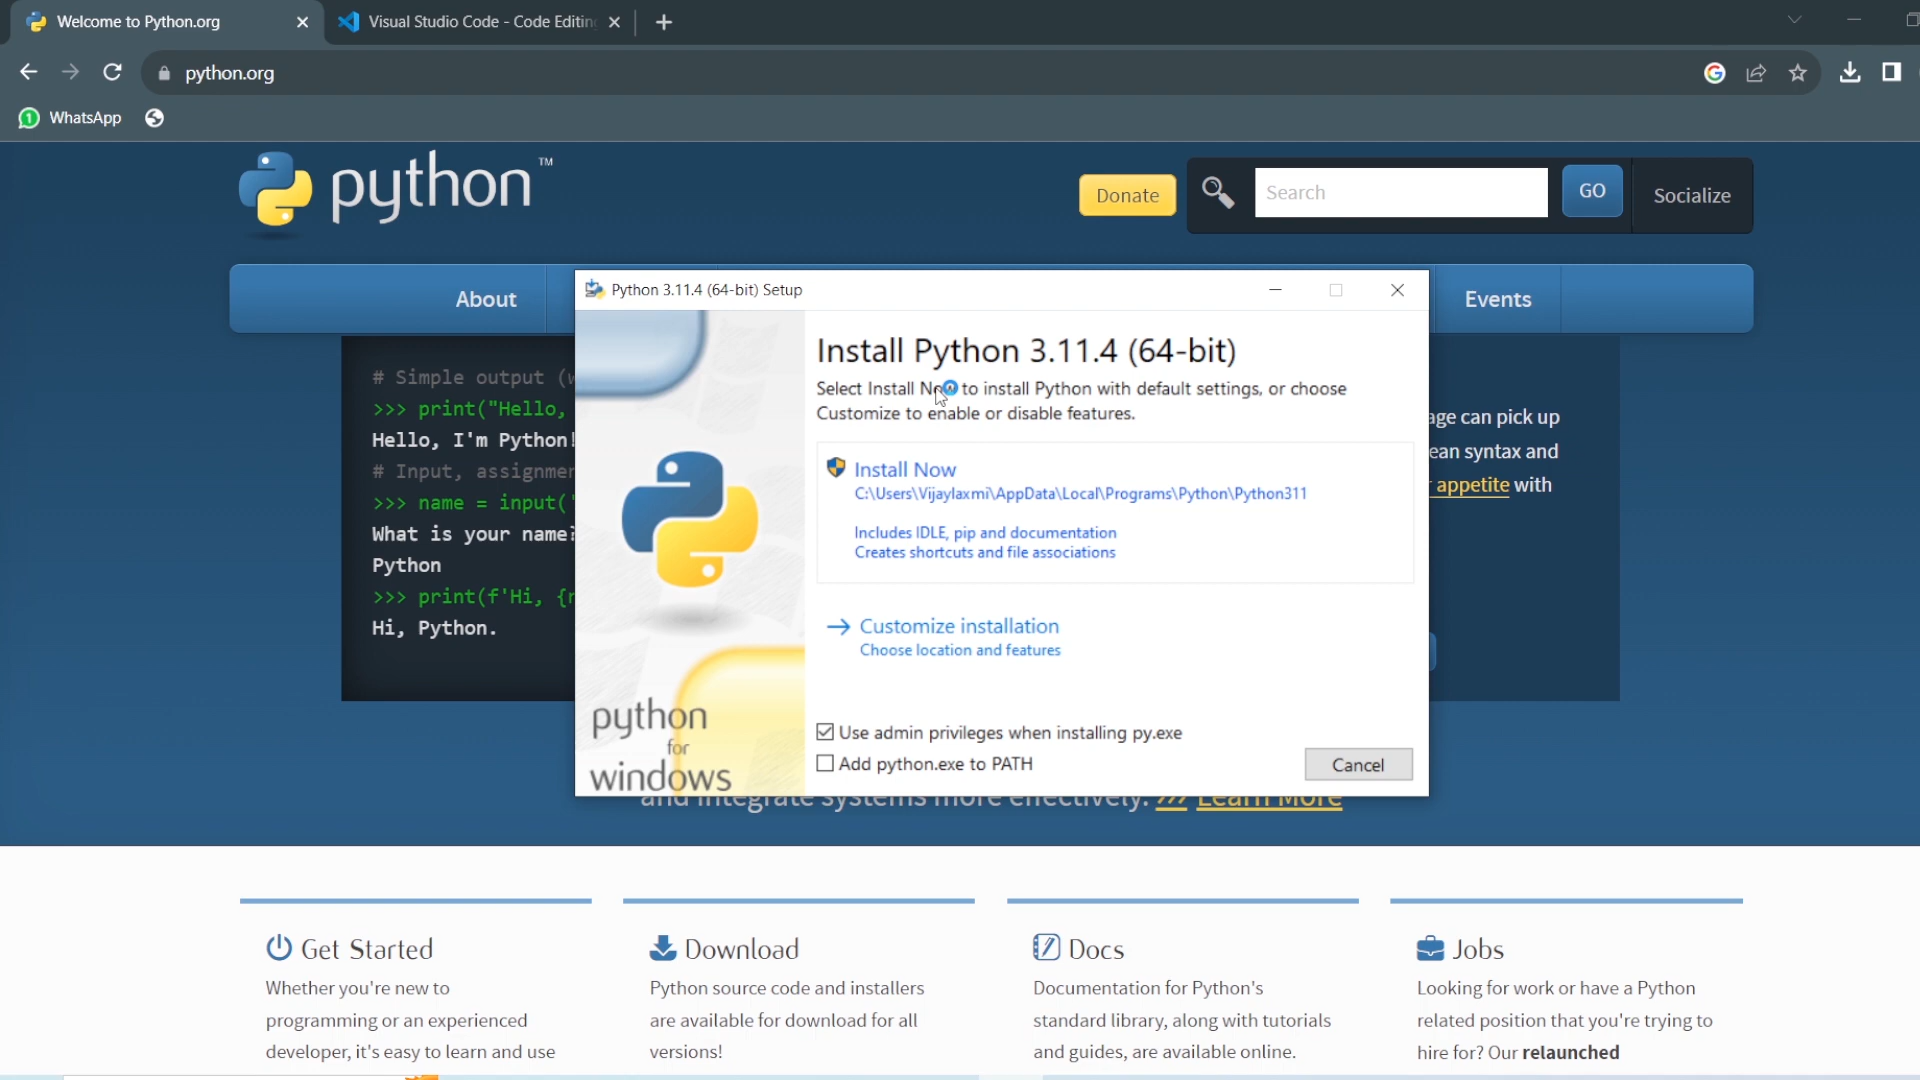 Welcome to Python.org
Visual Studio Code - Code Editin
python.org
WhatsApp
python™
Donate
Search
GO
Socialize
About
Events
Python 3.11.4 (64-bit) Setup
Install Python 3.11.4 (64-bit)
Select Install Now to install Python with default settings, or choose
Customize to enable or disable features.
Install Now
C:\Users\Vijaylaxmi\AppData\Local\Programs\Python\Python311
Includes IDLE, pip and documentation
Creates shortcuts and file associations
Customize installation
Choose location and features
Use admin privileges when installing py.exe
Add python.exe to PATH
Cancel
python
for
windows
# Simple output (w
>>> print("Hello,
Hello, I'm Python!
# Input, assignmen
>>> name = input('
What is your name?
Python
>>> print(f'Hi, {n
Hi, Python.
age can pick up
ean syntax and
appetite with
and integrate systems more effectively. >>> Learn More
Get Started
Whether you're new to
programming or an experienced
developer, it's easy to learn and use
Download
Python source code and installers
are available for download for all
versions!
Docs
Documentation for Python's
standard library, along with tutorials
and guides, are available online.
Jobs
Looking for work or have a Python
related position that you're trying to
hire for? Our relaunched